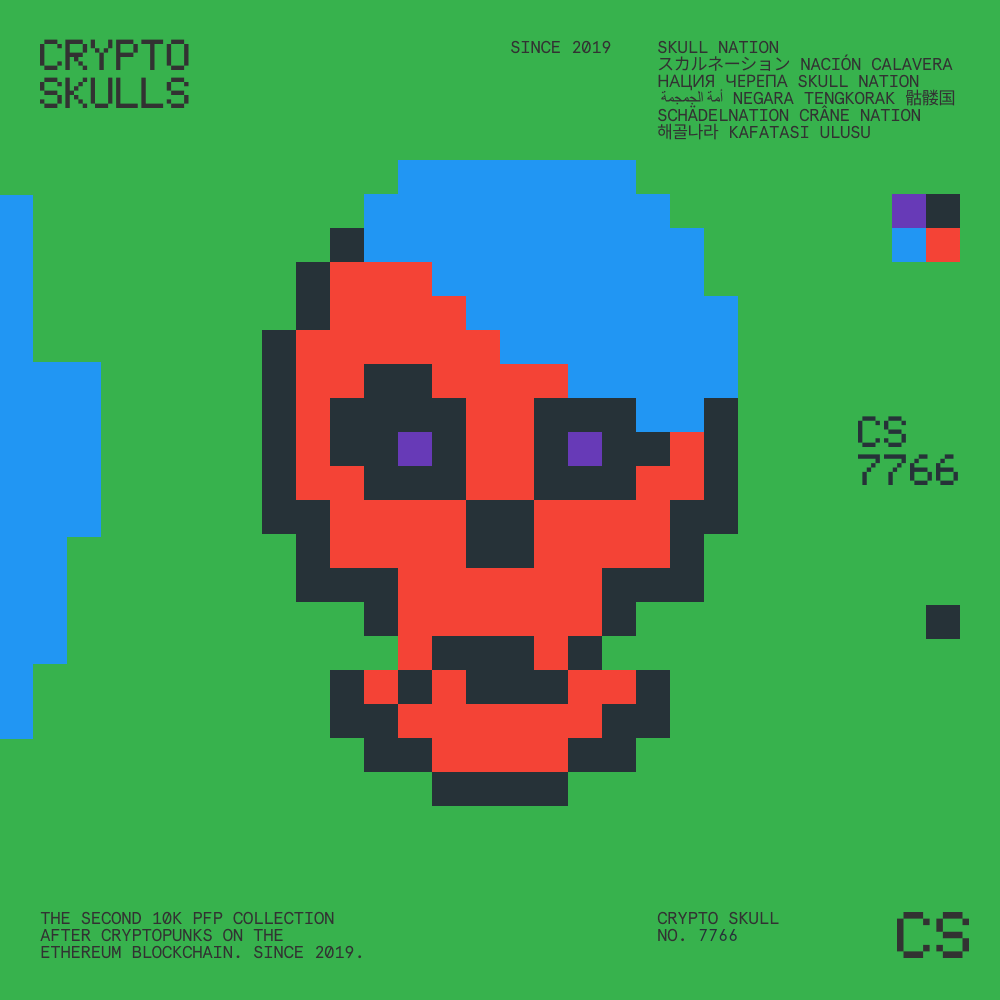 CRYPTO
SKULLS
SINCE 2019
SKULL NATION
スカルネーション NACIÓN CALAVERA
НАЦИЯ ЧЕРЕПА SKULL NATION
أمة الجمجمة NEGARA TENGKORAK 骷髅国
SCHÄDELNATION CRÂNE NATION
해골나라 KAFATASI ULUSU
CS
7766
THE SECOND 10K PFP COLLECTION
AFTER CRYPTOPUNKS ON THE
ETHEREUM BLOCKCHAIN. SINCE 2019.
CRYPTO SKULL
NO. 7766
CS